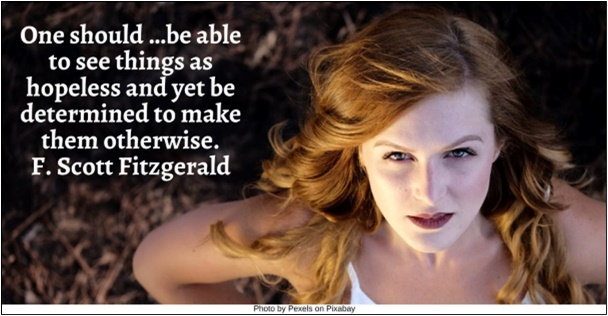 One should ...be able
to see things as
hopeless and yet be
determined to make
them otherwise.
F. Scott Fitzgerald
Photo by Pexels on Pixabay